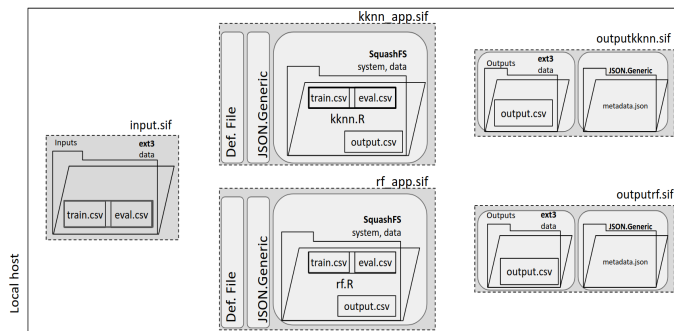 kknn_app.sif
Def. File
JSON.Generic
SquashFS
system, data
train.csv eval.csv
kknn.R
output.csv
outputkknn.sif
Outputs
ext3
data
output.csv
JSON.Generic
metadata.json
input.sif
Inputs
ext3
data
train.csv eval.csv
rf_app.sif
Def. File
JSON.Generic
SquashFS
system, data
train.csv eval.csv
rf.R
output.csv
outputrf.sif
Outputs
ext3
data
output.csv
JSON.Generic
metadata.json
Local host